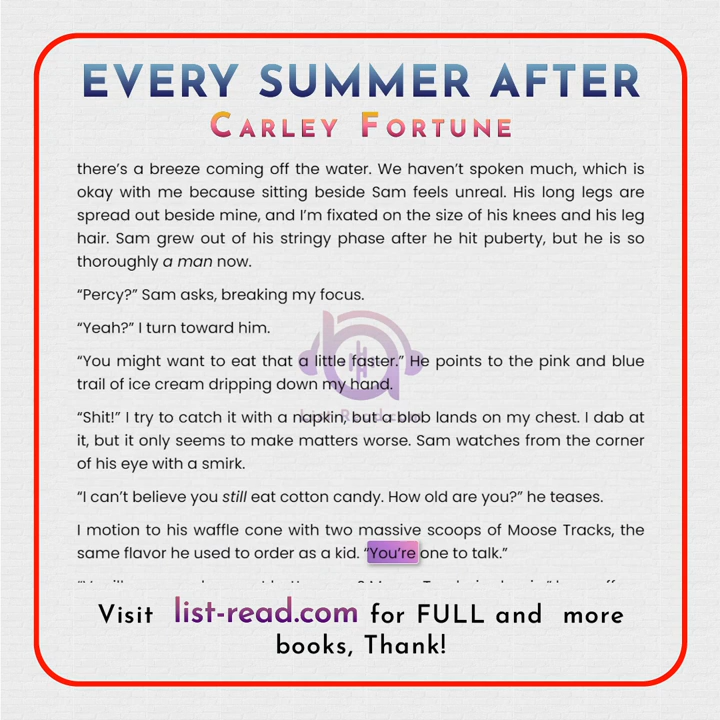 EVERY SUMMER AFTER
CARLEY FORTUNE
there’s a breeze coming off the water. We haven’t spoken much, which is
okay with me because sitting beside Sam feels unreal. His long legs are
spread out beside mine, and I’m fixated on the size of his knees and his leg
hair. Sam grew out of his stringy phase after he hit puberty, but he is so
thoroughly a man now.
“Percy?” Sam asks, breaking my focus.
“Yeah?” I turn toward him.
“You might want to eat that a little faster.” He points to the pink and blue
trail of ice cream dripping down my hand.
“Shit!” I try to catch it with a napkin, but a blob lands on my chest. I dab at
it, but it only seems to make matters worse. Sam watches from the corner
of his eye with a smirk.
“I can’t believe you still eat cotton candy. How old are you?” he teases.
I motion to his waffle cone with two massive scoops of Moose Tracks, the
same flavor he used to order as a kid. “You’re one to talk.”
Visit list-read.com for FULL and more
books, Thank!